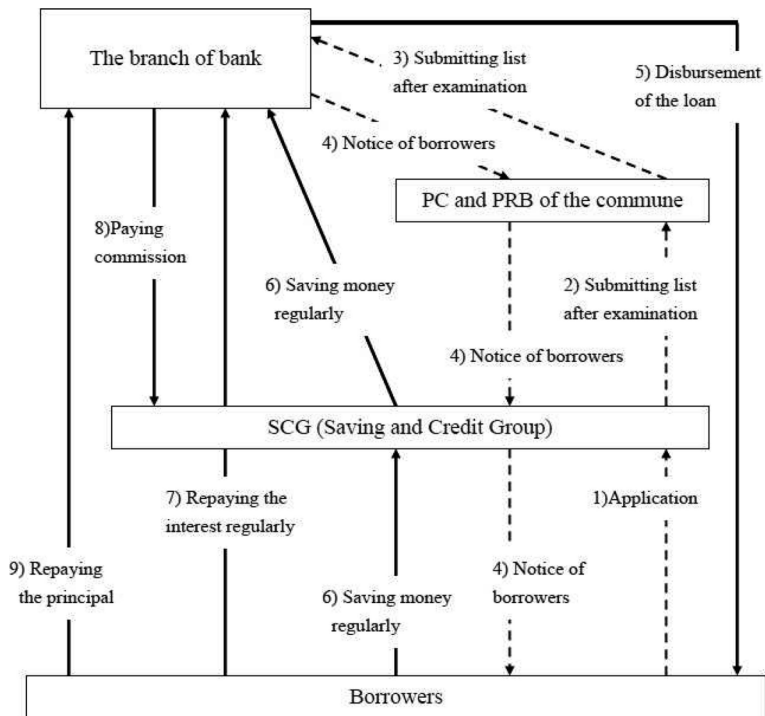 The branch of bank
3) Submitting list
after examination
5) Disbursement
of the loan
4) Notice of borrowers
PC and PRB of the commune
8)Paying
commission
6) Saving money
regularly
2) Submitting list
after examination
4) Notice of borrowers
SCG (Saving and Credit Group)
7) Repaying the
interest regularly
1)Application
9) Repaying
the principal
6) Saving money
regularly
4) Notice of
borrowers
Borrowers